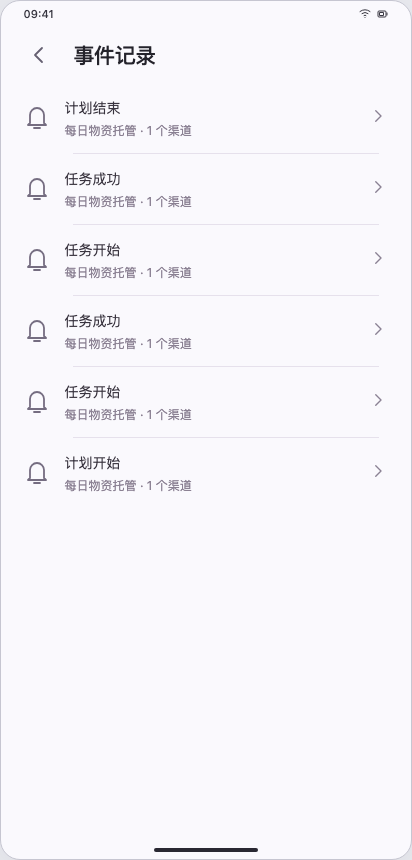 09:41
事件记录
计划结束
每日物资托管 · 1 个渠道
任务成功
每日物资托管 · 1 个渠道
任务开始
每日物资托管 · 1 个渠道
任务成功
每日物资托管 · 1 个渠道
任务开始
每日物资托管 · 1 个渠道
计划开始
每日物资托管 · 1 个渠道